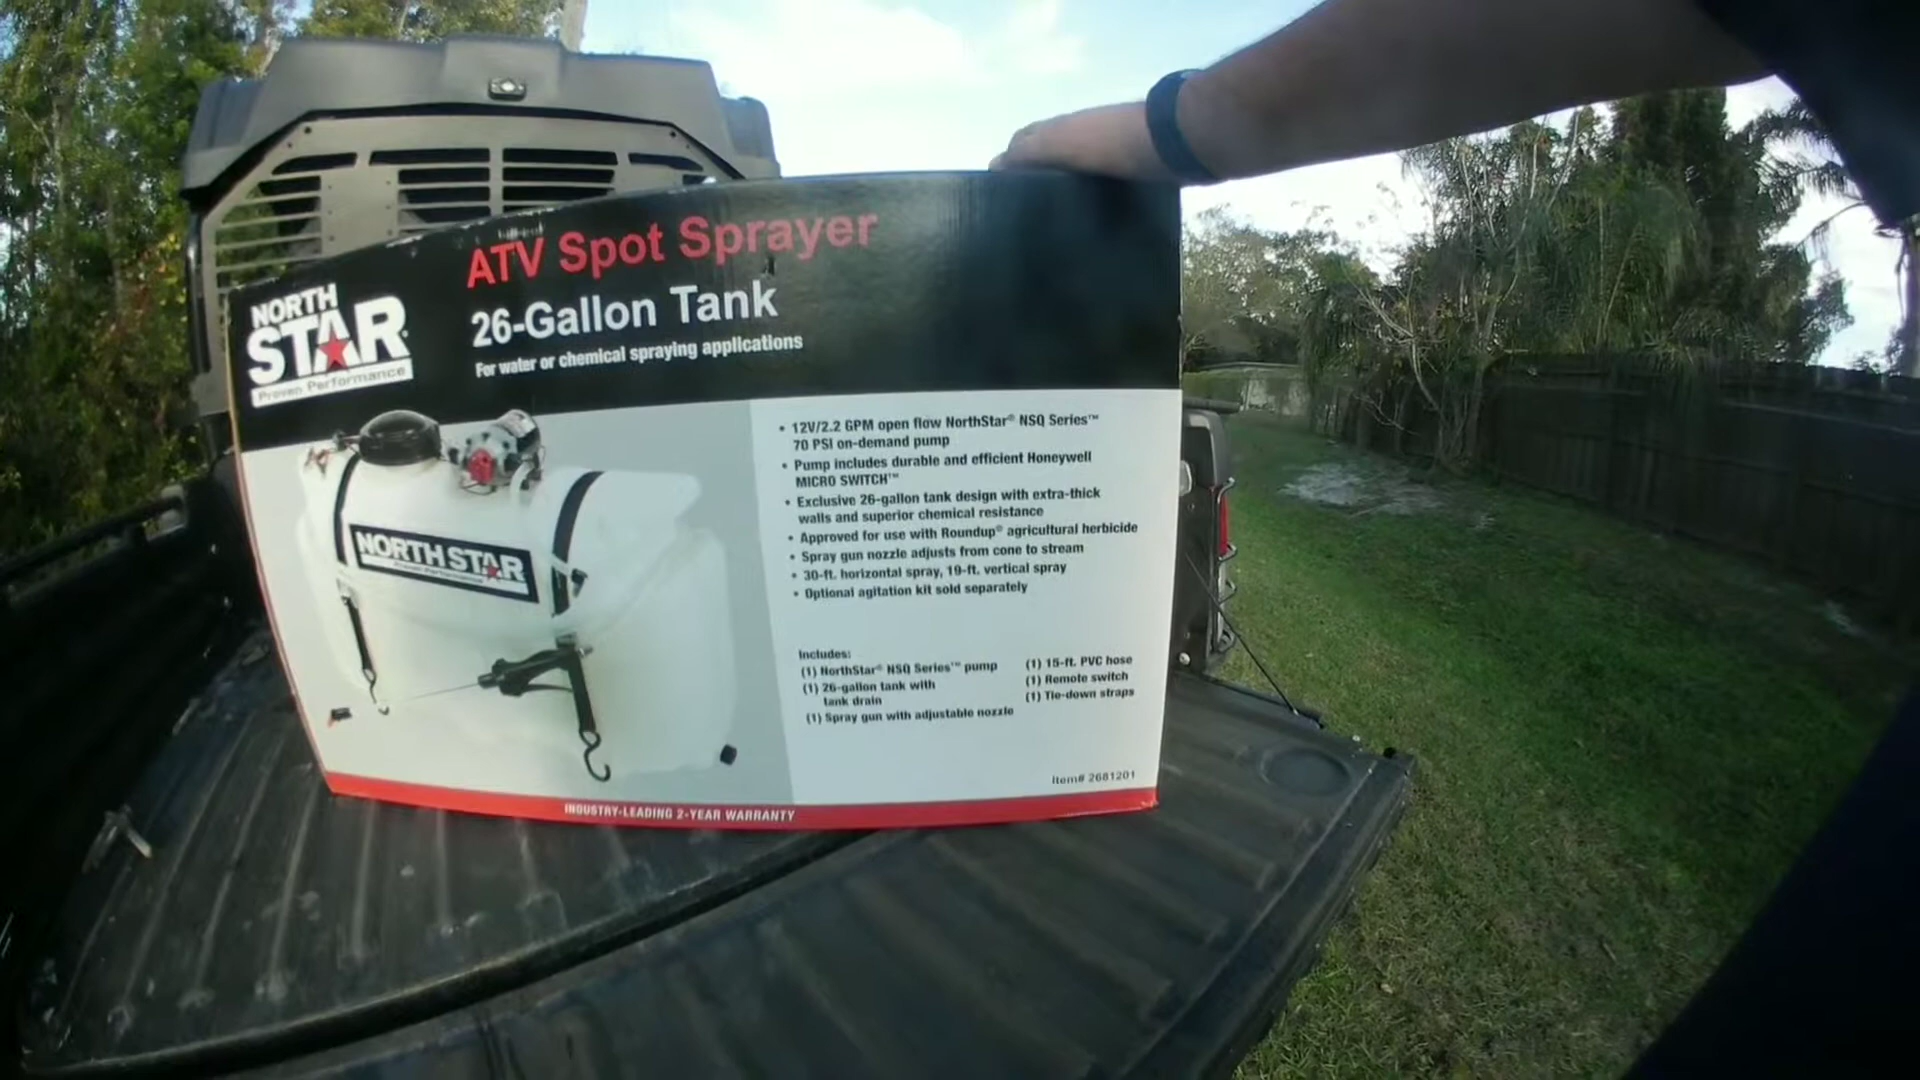 ATV Spot Sprayer
26-Gallon Tank
For water or chemical spraying applications
NORTH
STAR®
Proven Performance
NORTHSTAR
Proven Performance
• 12V/2.2 GPM open flow NorthStar® NSQ Series™
70 PSI on-demand pump
• Pump includes durable and efficient Honeywell
MICRO SWITCH™
• Exclusive 26-gallon tank design with extra-thick
walls and superior chemical resistance
• Approved for use with Roundup® agricultural herbicide
• Spray gun nozzle adjusts from cone to stream
• 30-ft. horizontal spray, 19-ft. vertical spray
• Optional agitation kit sold separately
Includes:
(1) NorthStar® NSQ Series™ pump
(1) 26-gallon tank with
tank drain
(1) Spray gun with adjustable nozzle
(1) 15-ft. PVC hose
(1) Remote switch
(1) Tie-down straps
Item# 2681201
INDUSTRY-LEADING 2-YEAR WARRANTY